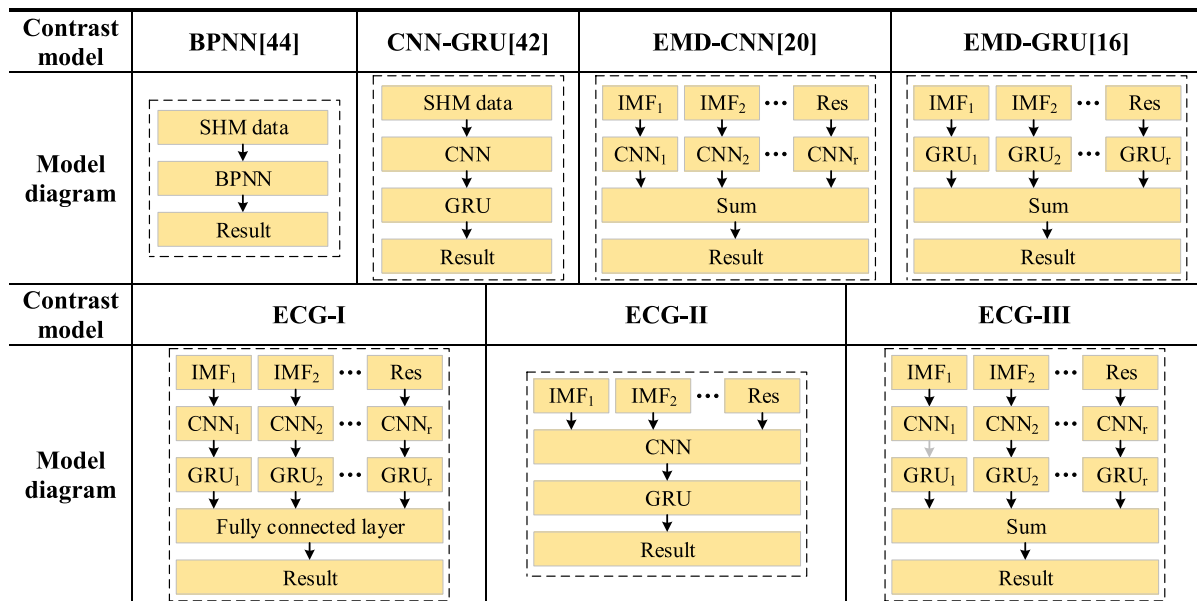 Contrast model BPNN[44] CNN-GRU[42] EMD-CNN[20] EMD-GRU[16]
Model diagram
SHM data
BPNN
Result
SHM data
CNN
GRU
Result
IMF₁ IMF₂ ••• Res
CNN₁ CNN₂ ••• CNNᵣ
Sum
Result
IMF₁ IMF₂ ••• Res
GRU₁ GRU₂ ••• GRUᵣ
Sum
Result
Contrast model ECG-I ECG-II ECG-III
Model diagram
IMF₁ IMF₂ ••• Res
CNN₁ CNN₂ ••• CNNᵣ
GRU₁ GRU₂ ••• GRUᵣ
Fully connected layer
Result
IMF₁ IMF₂ ••• Res
CNN
GRU
Result
IMF₁ IMF₂ ••• Res
CNN₁ CNN₂ ••• CNNᵣ
GRU₁ GRU₂ ••• GRUᵣ
Sum
Result